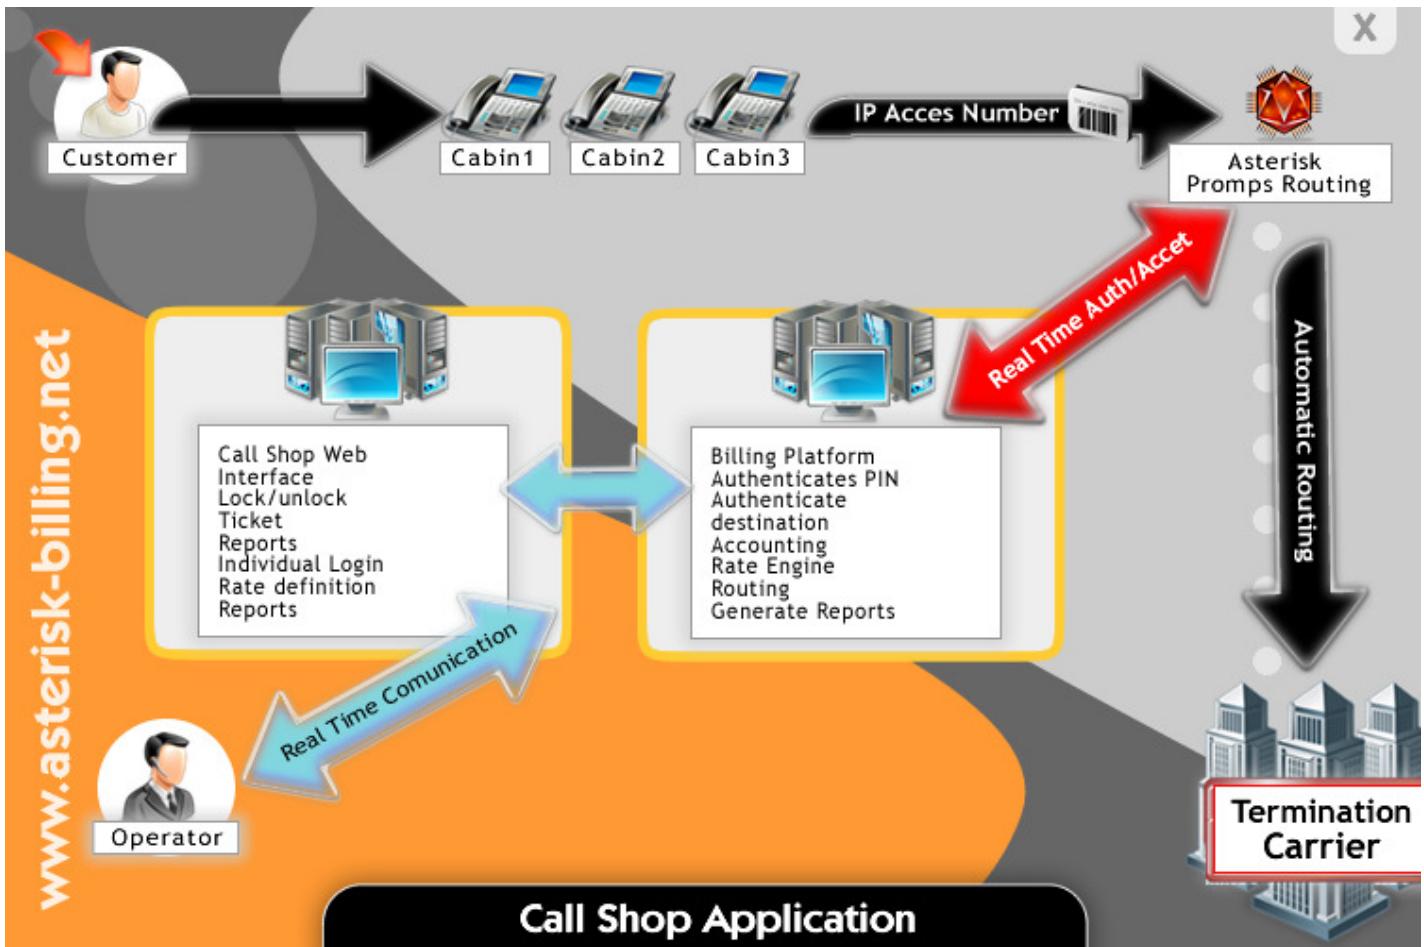 X
Customer
Cabin1
Cabin2
Cabin3
IP Acces Number
Asterisk
Promps Routing
Real Time Auth/Accet
Automatic Routing
www.asterisk-billing.net
Call Shop Web
Interface
Lock/unlock
Ticket
Reports
Individual Login
Rate definition
Reports
Billing Platform
Authenticates PIN
Authenticate
destination
Accounting
Rate Engine
Routing
Generate Reports
Real Time Comunication
Operator
Termination
Carrier
Call Shop Application